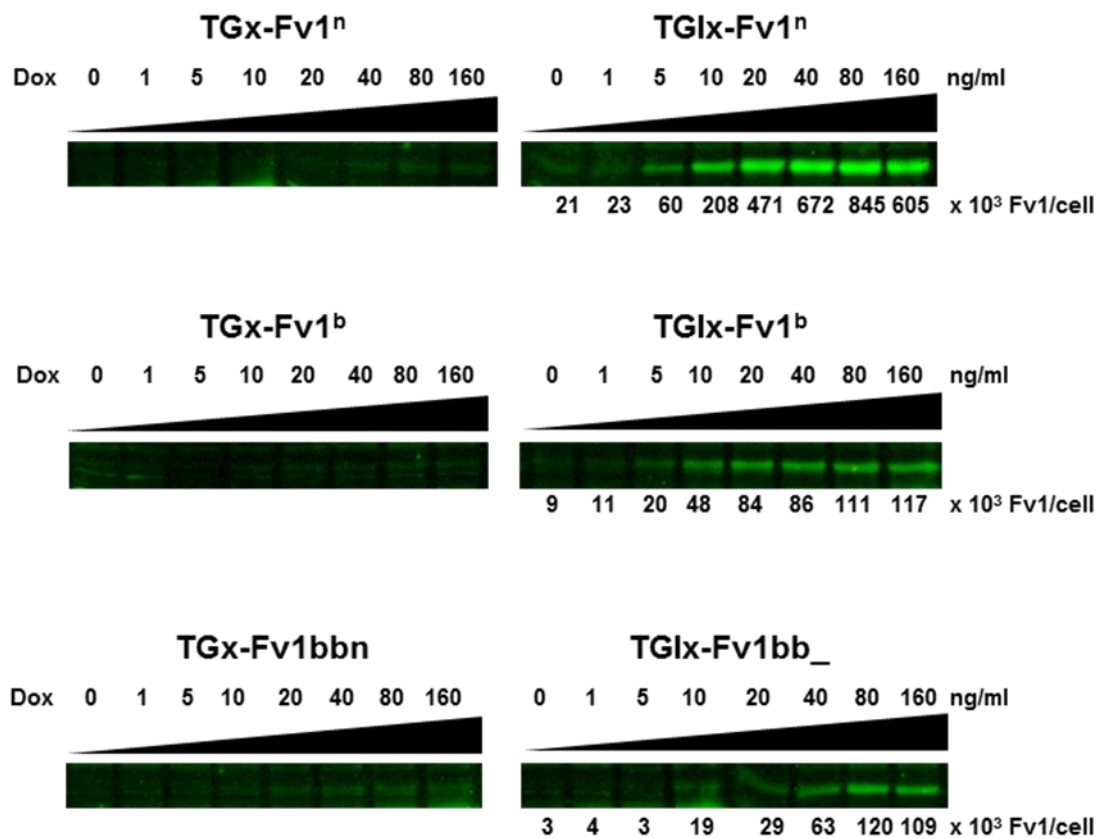 TGx-Fv1ⁿ TGIx-Fv1ⁿ
Dox 0 1 5 10 20 40 80 160 0 1 5 10 20 40 80 160 ng/ml
21 23 60 208 471 672 845 605 x 10³ Fv1/cell
TGx-Fv1ᵇ TGIx-Fv1ᵇ
Dox 0 1 5 10 20 40 80 160 0 1 5 10 20 40 80 160 ng/ml
9 11 20 48 84 86 111 117 x 10³ Fv1/cell
TGx-Fv1bbn TGIx-Fv1bb_
Dox 0 1 5 10 20 40 80 160 0 1 5 10 20 40 80 160 ng/ml
3 4 3 19 29 63 120 109 x 10³ Fv1/cell